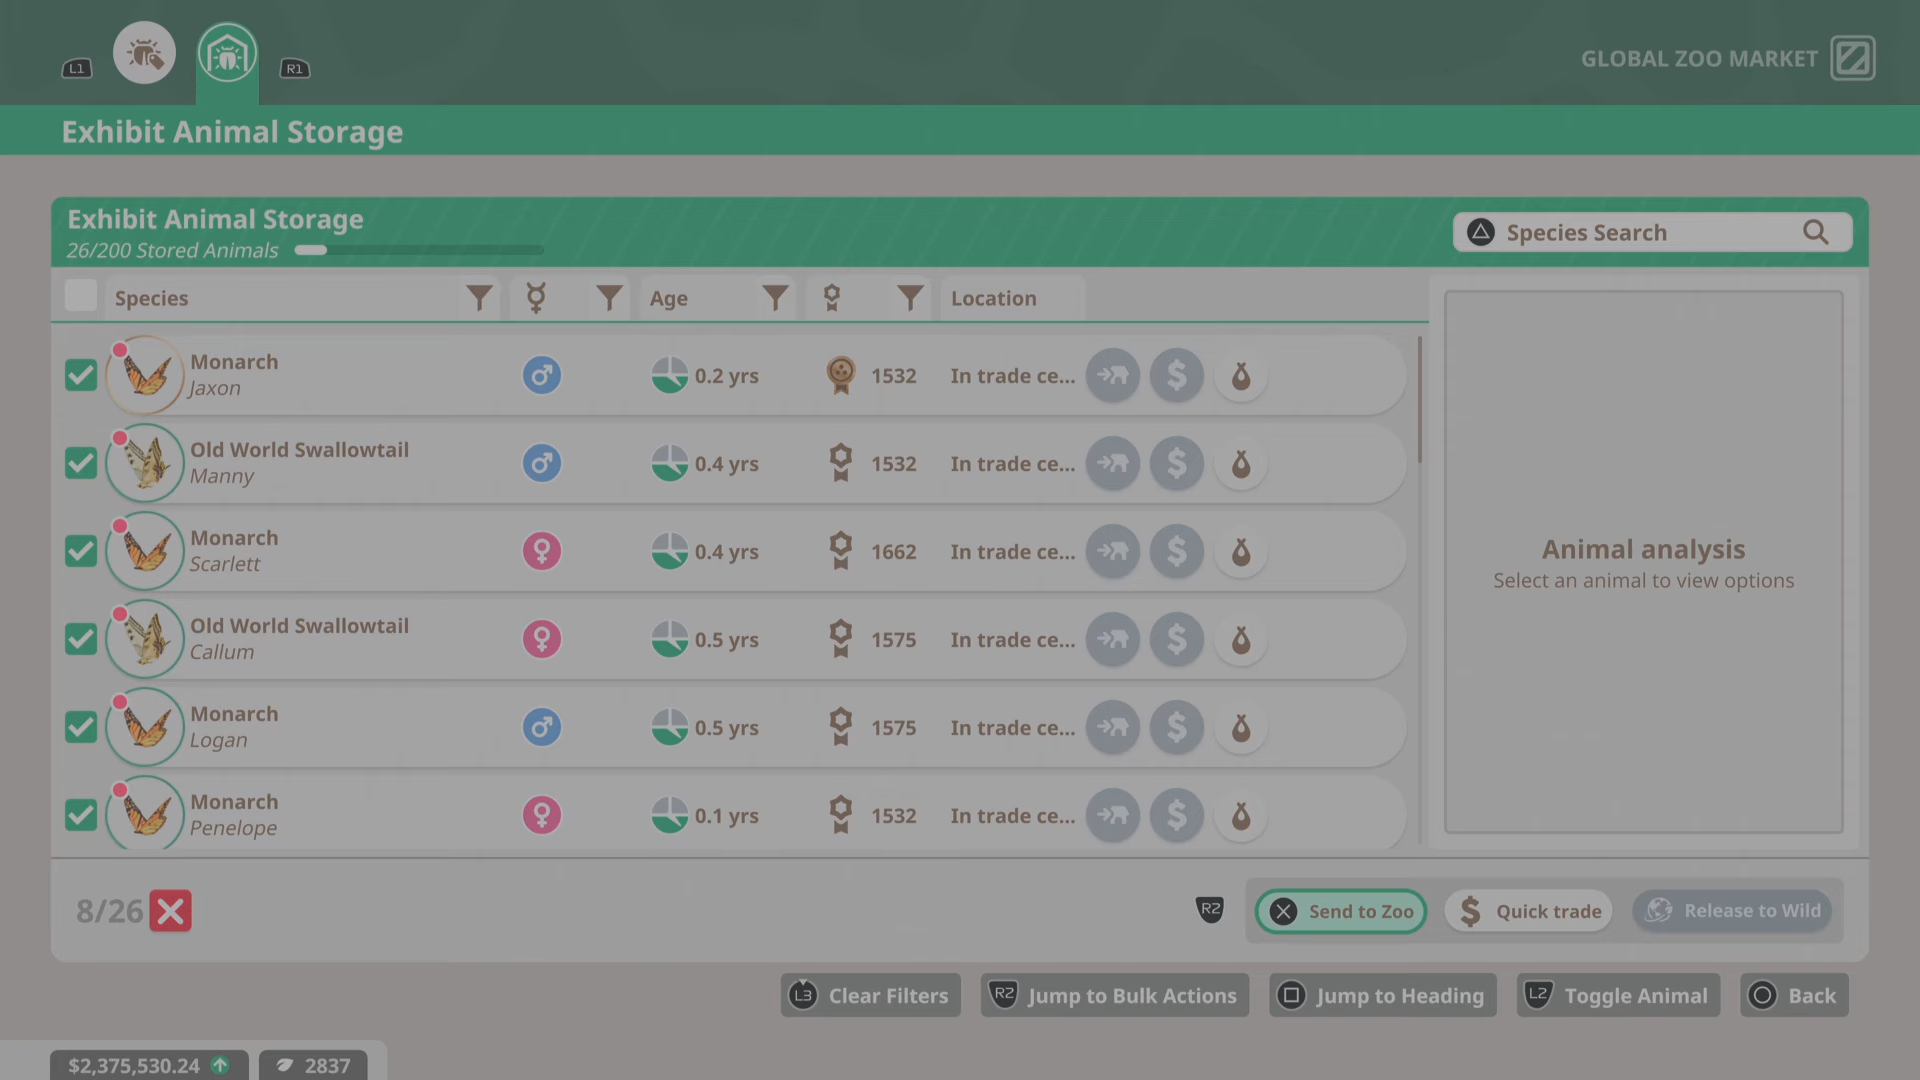 L1
R1
GLOBAL ZOO MARKET
Exhibit Animal Storage
Exhibit Animal Storage
26/200 Stored Animals
Species Search
Species
Age
Location
Monarch
Jaxon
0.2 yrs
1532
In trade ce...
$
Old World Swallowtail
Manny
0.4 yrs
1532
In trade ce...
$
Monarch
Scarlett
0.4 yrs
1662
In trade ce...
$
Old World Swallowtail
Callum
0.5 yrs
1575
In trade ce...
$
Monarch
Logan
0.5 yrs
1575
In trade ce...
$
Monarch
Penelope
0.1 yrs
1532
In trade ce...
$
Animal analysis
Select an animal to view options
8/26
R2
Send to Zoo
$ Quick trade
Release to Wild
L3 Clear Filters
R2 Jump to Bulk Actions
Jump to Heading
L2 Toggle Animal
Back
$2,375,530.24
2837